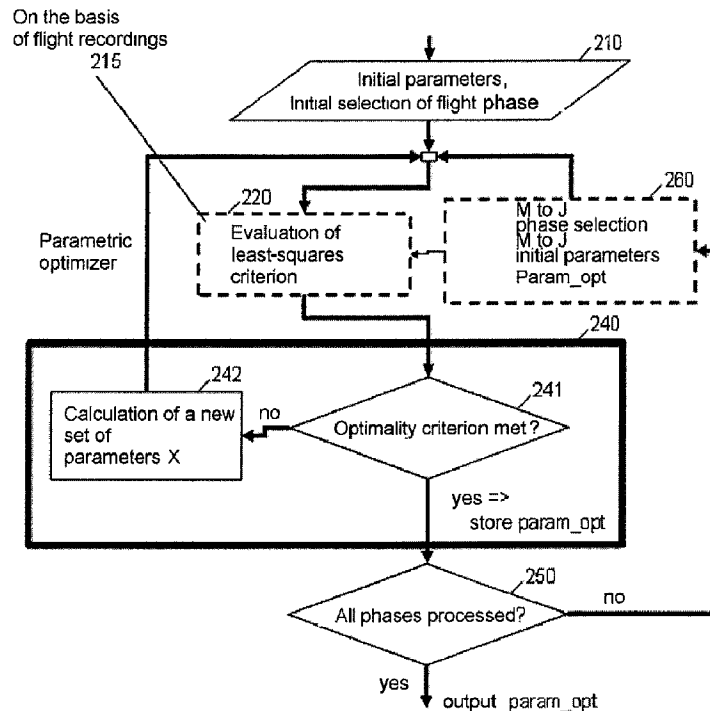 On the basis
of flight recordings
215
210
Initial parameters,
Initial selection of flight phase
220
Evaluation of
least-squares
criterion
260
M to J
phase selection
M to J
initial parameters
Param_opt
Parametric
optimizer
240
242
Calculation of a new
set of
parameters X
no
241
Optimality criterion met?
yes =>
store param_opt
250
All phases processed?
no
yes
output param_opt